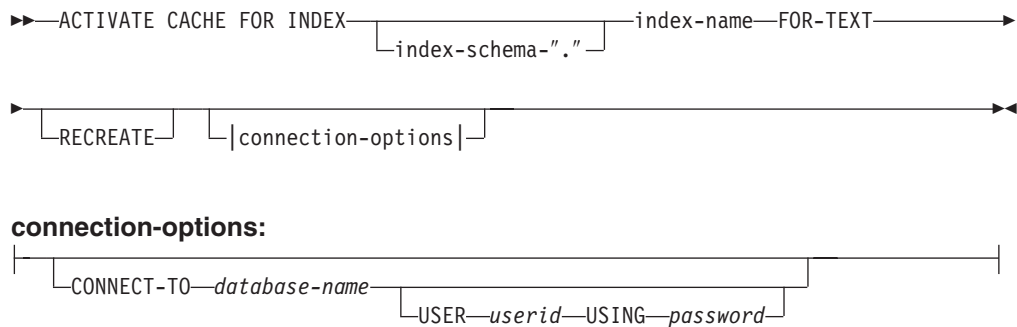 ACTIVATE CACHE FOR INDEX index-schema-"." index-name FOR-TEXT
RECREATE |connection-options|
connection-options:
CONNECT-TO database-name
USER userid USING password